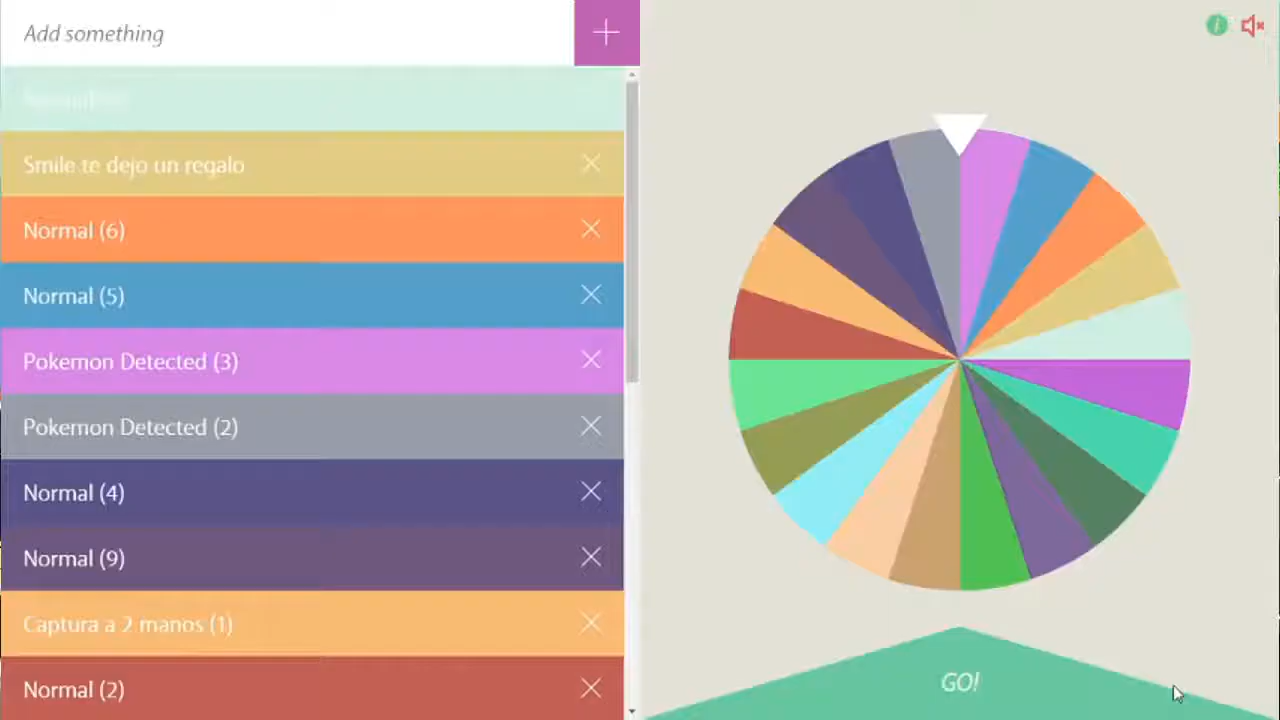 Add something
Smile te dejo un regalo
Normal (6)
Normal (5)
Pokemon Detected (3)
Pokemon Detected (2)
Normal (4)
Normal (9)
Captura a 2 manos (1)
Normal (2)
GO!